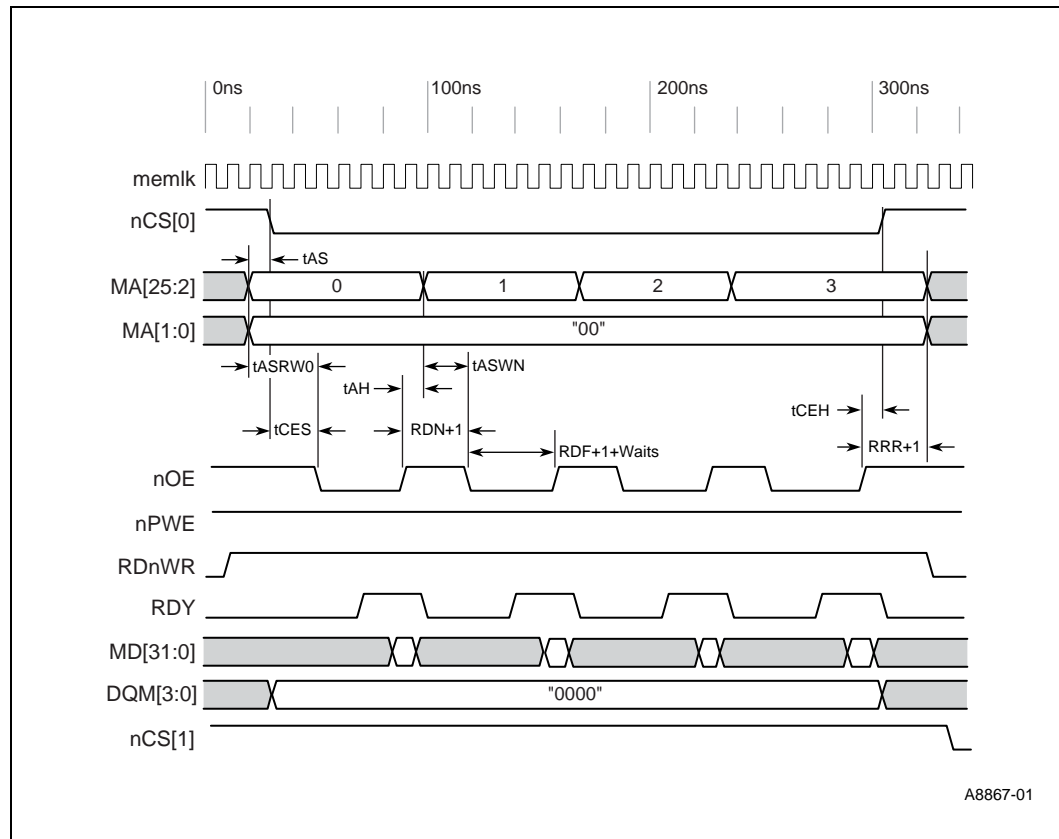 0ns 100ns 200ns 300ns
memlk
nCS[0]
tAS
MA[25:2] 0 1 2 3
MA[1:0] "00"
tASRW0 tASWN
tAH
tCEH
tCES RDN+1
RRR+1
RDF+1+Waits
nOE
nPWE
RDnWR
RDY
MD[31:0]
DQM[3:0] "0000"
nCS[1]
A8867-01